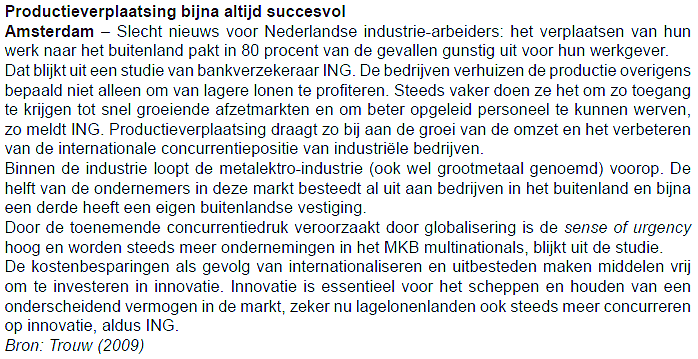 Productieverplaatsing bijna altijd succesvol
Amsterdam – Slecht nieuws voor Nederlandse industrie-arbeiders: het verplaatsen van hun
werk naar het buitenland pakt in 80 procent van de gevallen gunstig uit voor hun werkgever.
Dat blijkt uit een studie van bankverzekeraar ING. De bedrijven verhuizen de productie overigens
bepaald niet alleen om van lagere lonen te profiteren. Steeds vaker doen ze het om zo toegang
te krijgen tot snel groeiende afzetmarkten en om beter opgeleid personeel te kunnen werven,
zo meldt ING. Productieverplaatsing draagt zo bij aan de groei van de omzet en het verbeteren
van de internationale concurrentiepositie van industriële bedrijven.
Binnen de industrie loopt de metalektro-industrie (ook wel grootmetaal genoemd) voorop. De
helft van de ondernemers in deze markt besteedt al uit aan bedrijven in het buitenland en bijna
een derde heeft een eigen buitenlandse vestiging.
Door de toenemende concurrentiedruk veroorzaakt door globalisering is de sense of urgency
hoog en worden steeds meer ondernemingen in het MKB multinationals, blijkt uit de studie.
De kostenbesparingen als gevolg van internationaliseren en uitbesteden maken middelen vrij
om te investeren in innovatie. Innovatie is essentieel voor het scheppen en houden van een
onderscheidend vermogen in de markt, zeker nu lagelonenlanden ook steeds meer concurreren
op innovatie, aldus ING.
Bron: Trouw (2009)